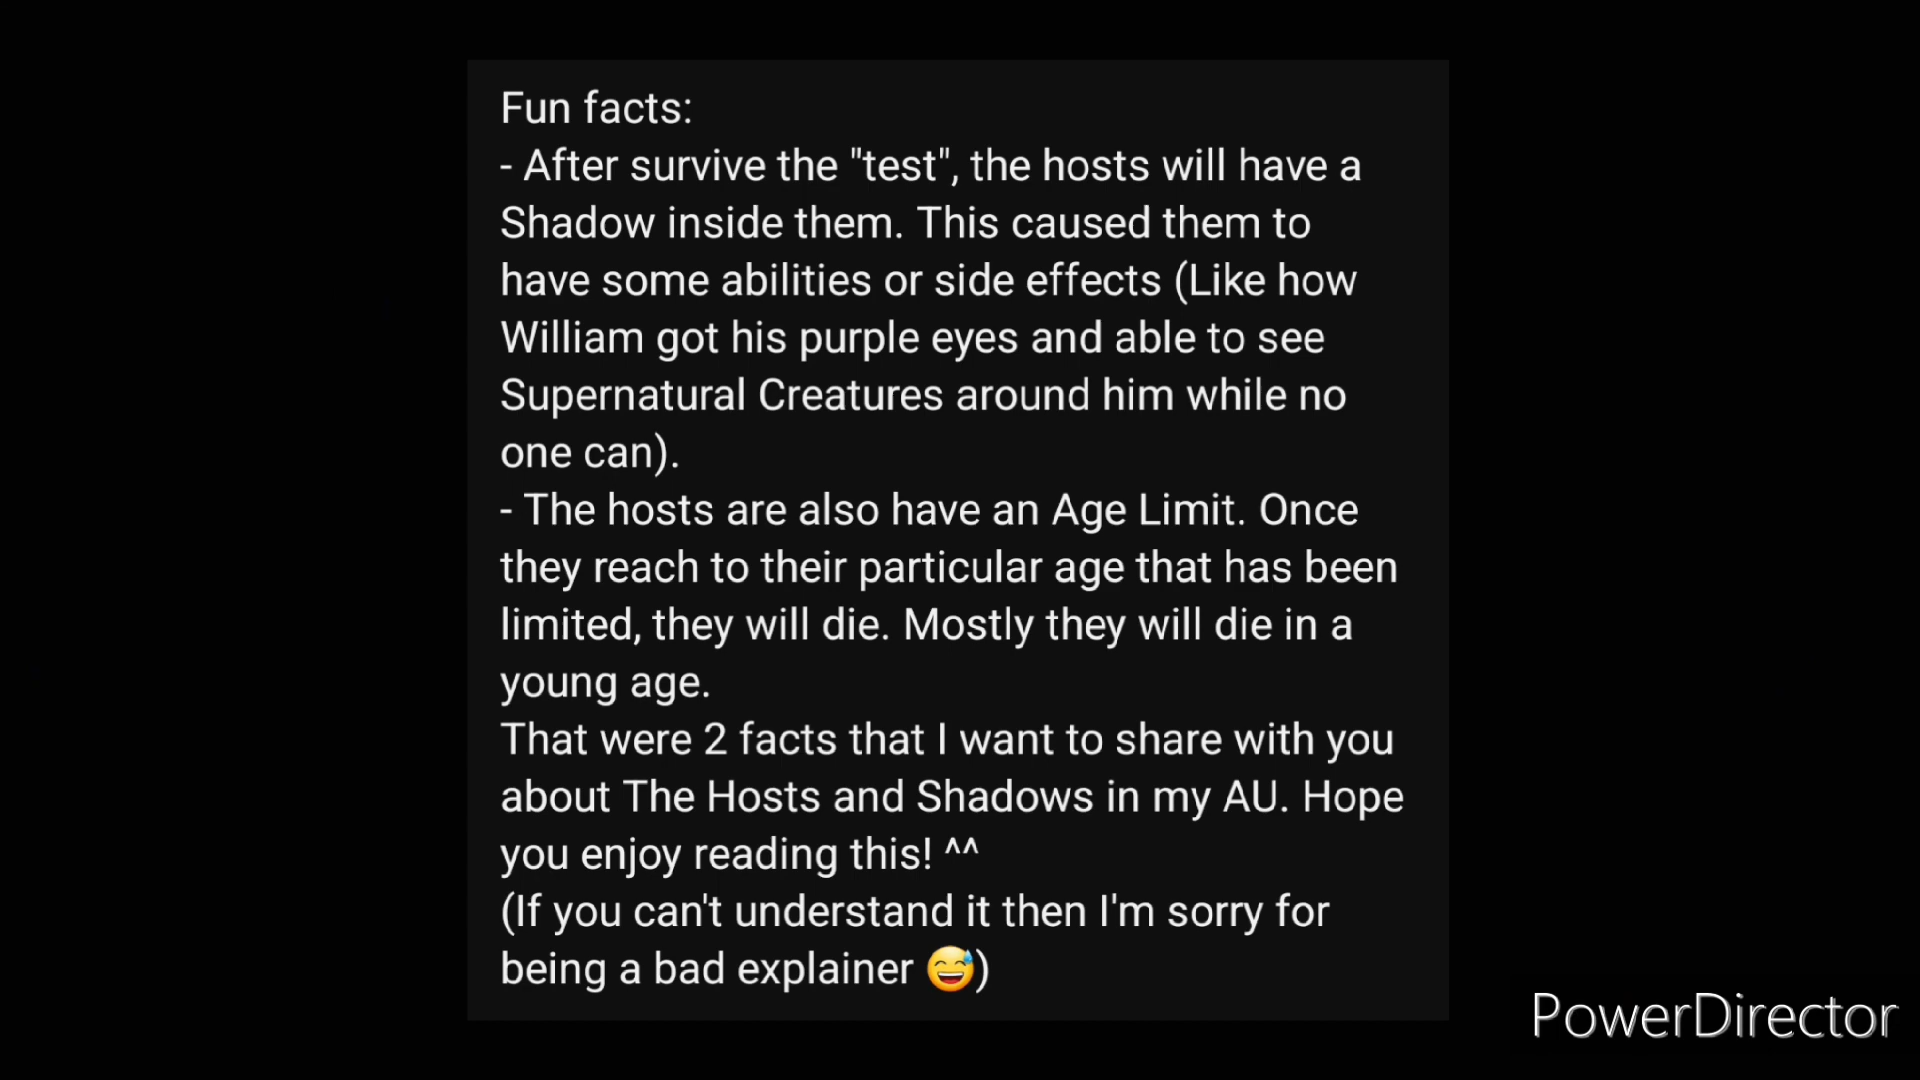 Fun facts:
- After survive the "test", the hosts will have a
Shadow inside them. This caused them to
have some abilities or side effects (Like how
William got his purple eyes and able to see
Supernatural Creatures around him while no
one can).
- The hosts are also have an Age Limit. Once
they reach to their particular age that has been
limited, they will die. Mostly they will die in a
young age.
That were 2 facts that I want to share with you
about The Hosts and Shadows in my AU. Hope
you enjoy reading this! ^^
(If you can't understand it then I'm sorry for
being a bad explainer 😅)
PowerDirector